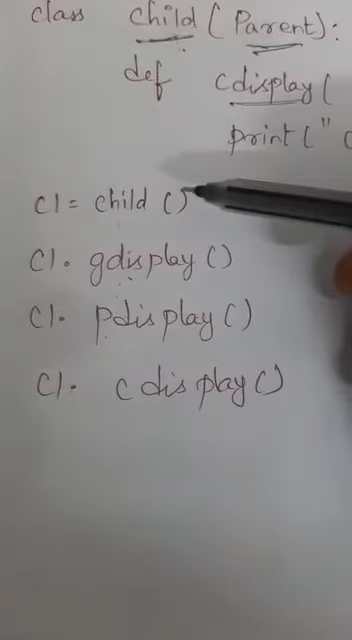 class child (Parent):
def cdisplay (
print ( " c
c1 = child ()
c1. gdisplay ()
c1. pdisplay ()
c1. cdisplay ()